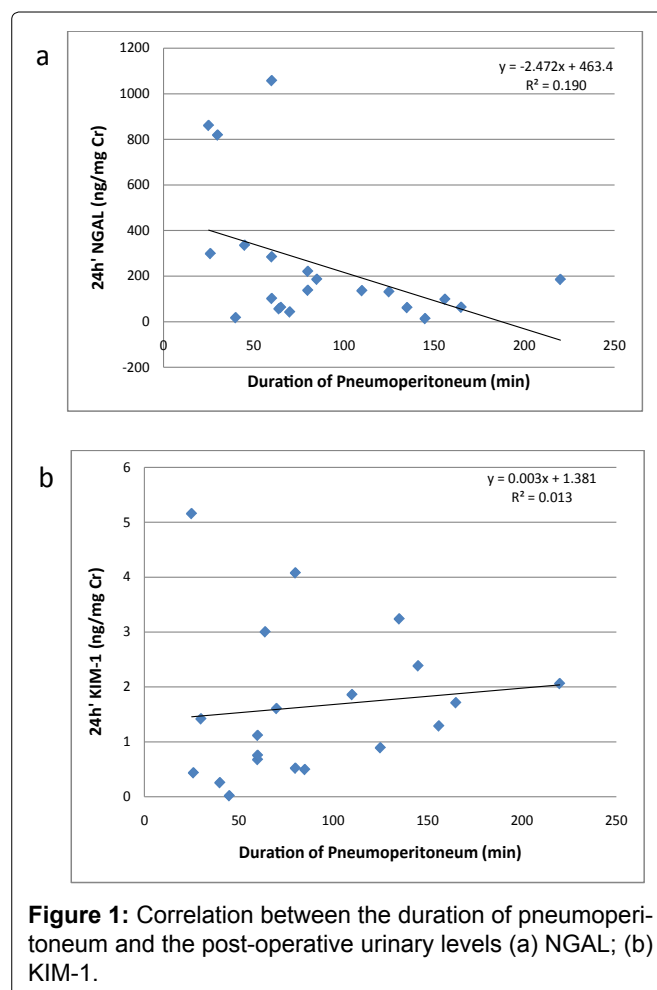 a
1200
1000
800
600
400
200
0
-200
0 50 100 150 200 250
24h' NGAL (ng/mg Cr)
Duration of Pneumoperitoneum (min)
y = -2.472x + 463.4
R² = 0.190
b
6
5
4
3
2
1
0
0 50 100 150 200 250
24h' KIM-1 (ng/mg Cr)
Duration of Pneumoperitoneum (min)
y = 0.003x + 1.381
R² = 0.013
Figure 1: Correlation between the duration of pneumoperi-
toneum and the post-operative urinary levels (a) NGAL; (b)
KIM-1.